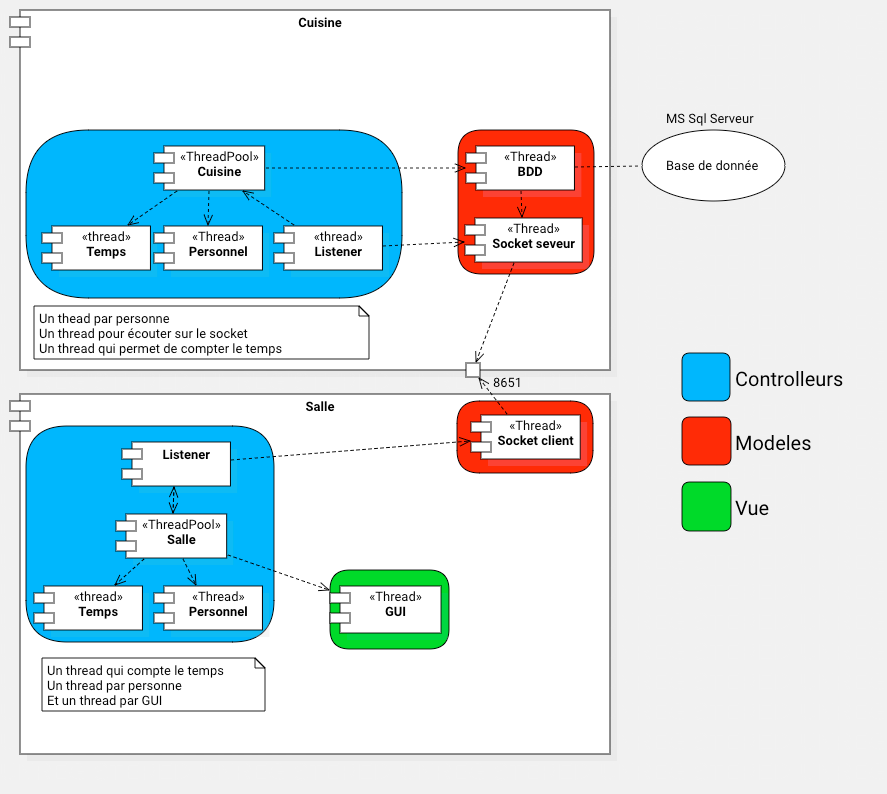 Cuisine
MS Sql Serveur
Base de donnée
«ThreadPool»
Cuisine
«Thread»
BDD
«thread»
Temps
«Thread»
Personnel
«thread»
Listener
«Thread»
Socket seveur
Un thead par personne
Un thread pour écouter sur le socket
Un thread qui permet de compter le temps
8651
Salle
«Thread»
Socket client
Listener
«ThreadPool»
Salle
«thread»
Temps
«Thread»
Personnel
«Thread»
GUI
Un thread qui compte le temps
Un thread par personne
Et un thread par GUI
Controlleurs
Modeles
Vue